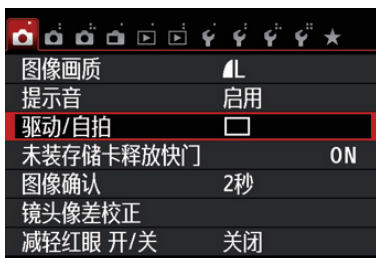 图像画质 L
提示音 启用
驱动/自拍
未装存储卡释放快门 ON
图像确认 2秒
镜头像差校正
减轻红眼 开/关 关闭